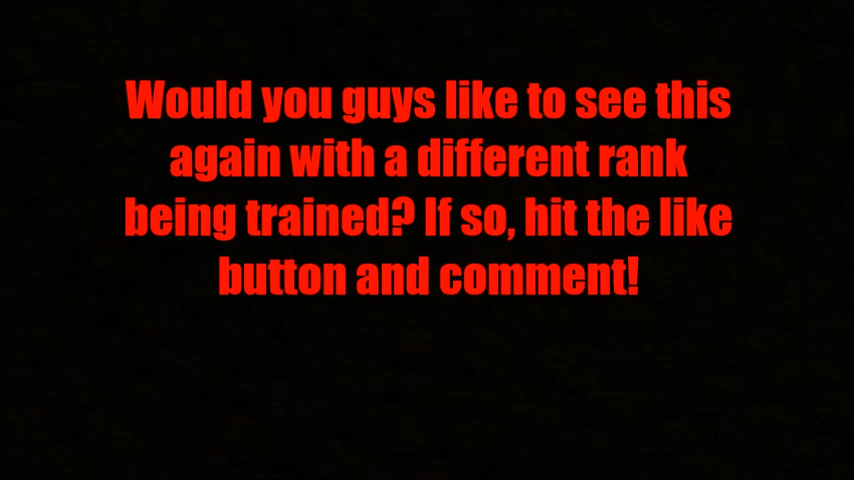 Would you guys like to see this
again with a different rank
being trained? If so, hit the like
button and comment!